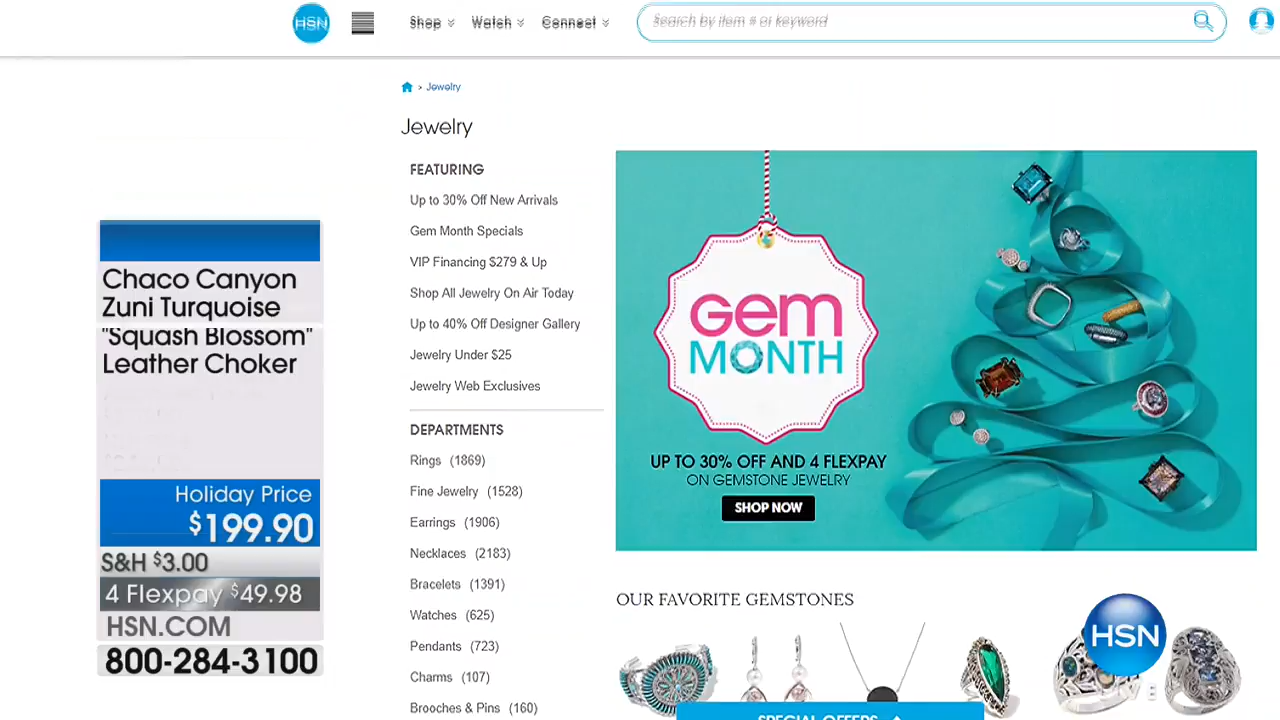 HSN
Shop
Watch
Connect
Search by item # or keyword
> Jewelry
Jewelry
FEATURING
Up to 30% Off New Arrivals
Gem Month Specials
VIP Financing $279 & Up
Shop All Jewelry On Air Today
Up to 40% Off Designer Gallery
Jewelry Under $25
Jewelry Web Exclusives
DEPARTMENTS
Rings (1869)
Fine Jewelry (1528)
Earrings (1906)
Necklaces (2183)
Bracelets (1391)
Watches (625)
Pendants (723)
Charms (107)
Brooches & Pins (160)
Chaco Canyon
Zuni Turquoise
"Squash Blossom"
Leather Choker
Holiday Price
$199.90
S&H $3.00
4 Flexpay $49.98
HSN.COM
800-284-3100
Gem
MONTH
UP TO 30% OFF AND 4 FLEXPAY
ON GEMSTONE JEWELRY
SHOP NOW
OUR FAVORITE GEMSTONES
HSN
LIVE
SPECIAL OFFERS